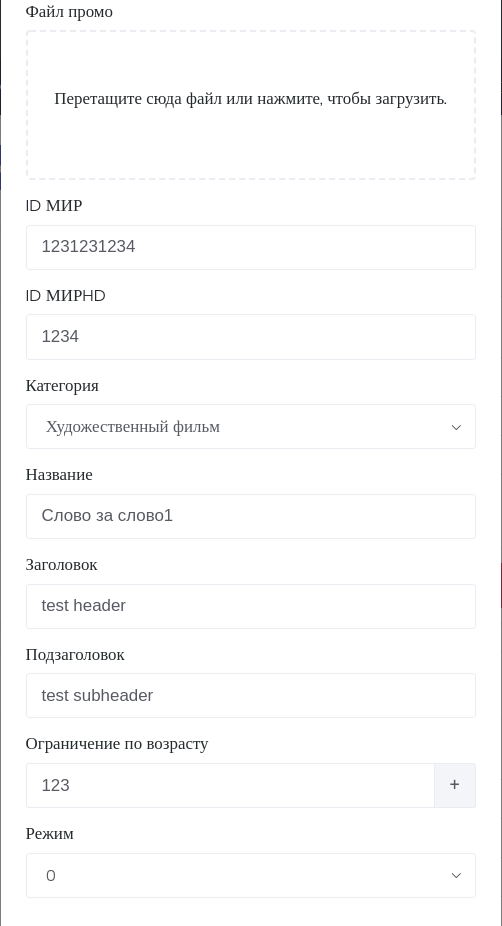 Файл промо
Перетащите сюда файл или нажмите, чтобы загрузить.
ID МИР
1231231234
ID МИРHD
1234
Категория
Художественный фильм
Название
Слово за слово1
Заголовок
test header
Подзаголовок
test subheader
Ограничение по возрасту
123 +
Режим
0